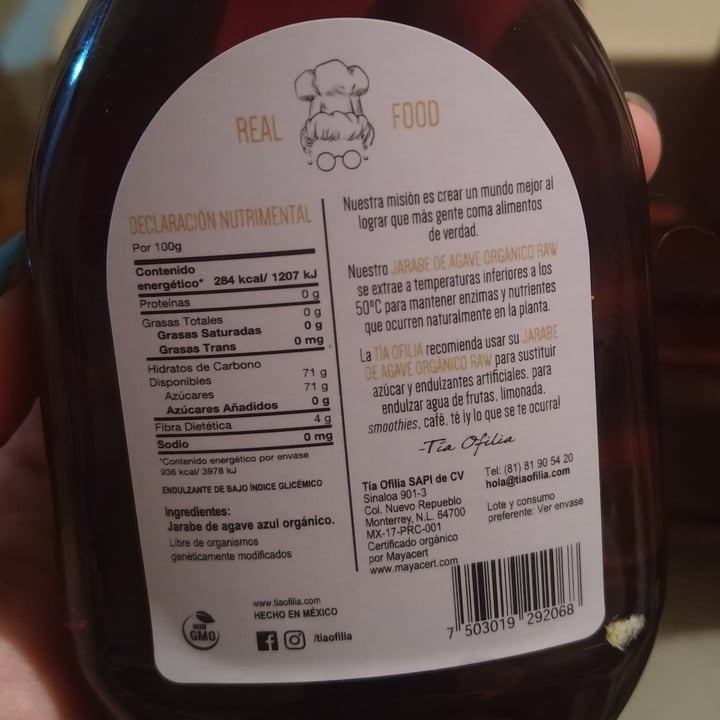 REAL FOOD
DECLARACIÓN NUTRIMENTAL
Por 100g
Contenido
energético* 284 kcal/ 1207 kJ
Proteínas 0 g
Grasas Totales 0 g
Grasas Saturadas 0 g
Grasas Trans 0 mg
Hidratos de Carbono
Disponibles 71 g
Azúcares 71 g
Azúcares Añadidos 0 g
Fibra Dietética 4 g
Sodio 0 mg
*Contenido energético por envase
936 kcal/ 3978 kJ
ENDULZANTE DE BAJO ÍNDICE GLICÉMICO
Ingredientes:
Jarabe de agave azul orgánico.
Libre de organismos
genéticamente modificados
NON
GMO
www.tiaofilia.com
HECHO EN MÉXICO
/tiaofilia
Nuestra misión es crear un mundo mejor al
lograr que más gente coma alimentos
de verdad.
Nuestro JARABE DE AGAVE ORGÁNICO RAW
se extrae a temperaturas inferiores a los
50°C para mantener enzimas y nutrientes
que ocurren naturalmente en la planta.
La TÍA OFILIA recomienda usar su JARABE
DE AGAVE ORGÁNICO RAW para sustituir
azúcar y endulzantes artificiales, para
endulzar agua de frutas, limonada,
smoothies, café, té ¡y lo que se te ocurra!
-Tía Ofilia
Tía Ofilia SAPI de CV
Sinaloa 901-3
Col. Nuevo Repueblo
Monterrey, N.L. 64700
MX-17-PRC-001
Certificado orgánico
por Mayacert
www.mayacert.com
Tel: (81) 81 90 54 20
hola@tiaofilia.com
Lote y consumo
preferente: Ver envase
7 503019 292068